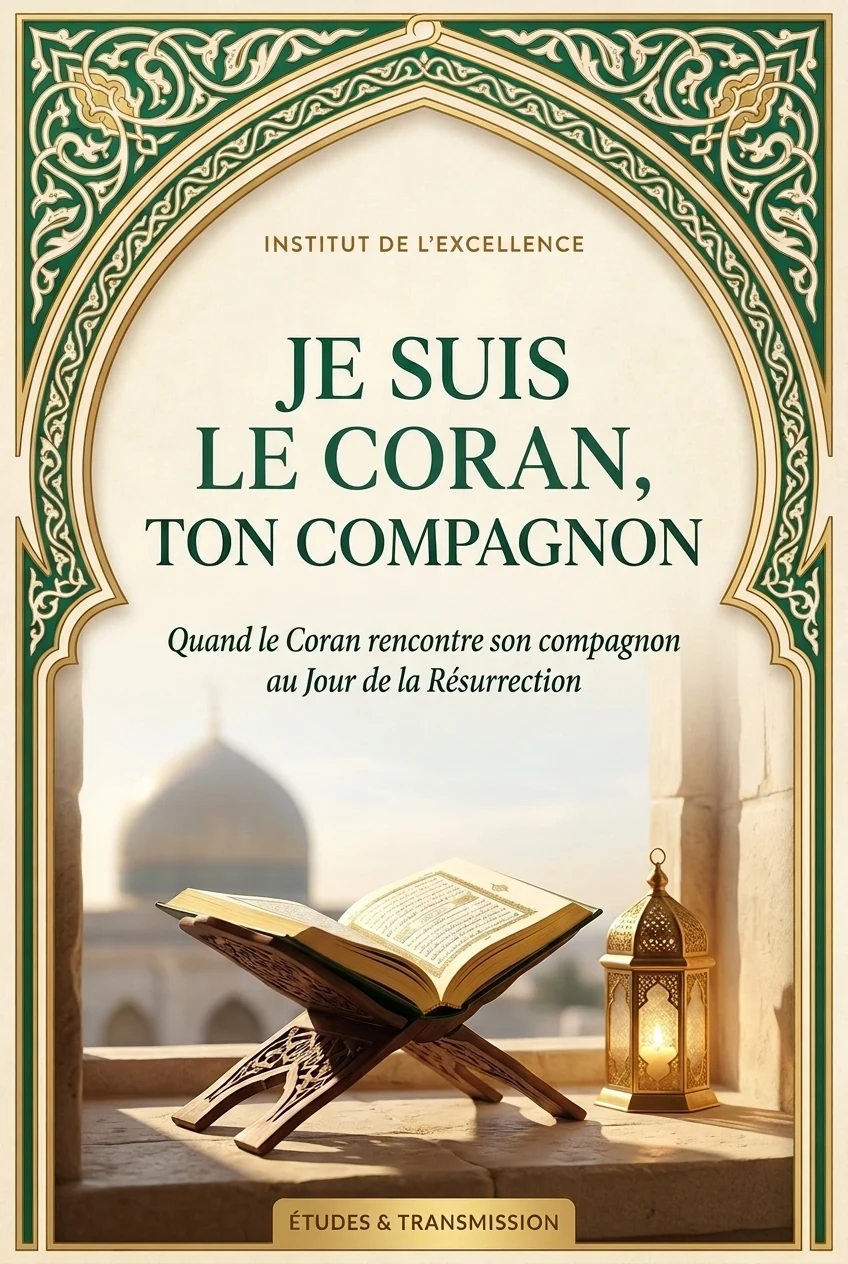 INSTITUT DE L’EXCELLENCE
JE SUIS
LE CORAN,
TON COMPAGNON
Quand le Coran rencontre son compagnon
au Jour de la Résurrection
ÉTUDES & TRANSMISSION